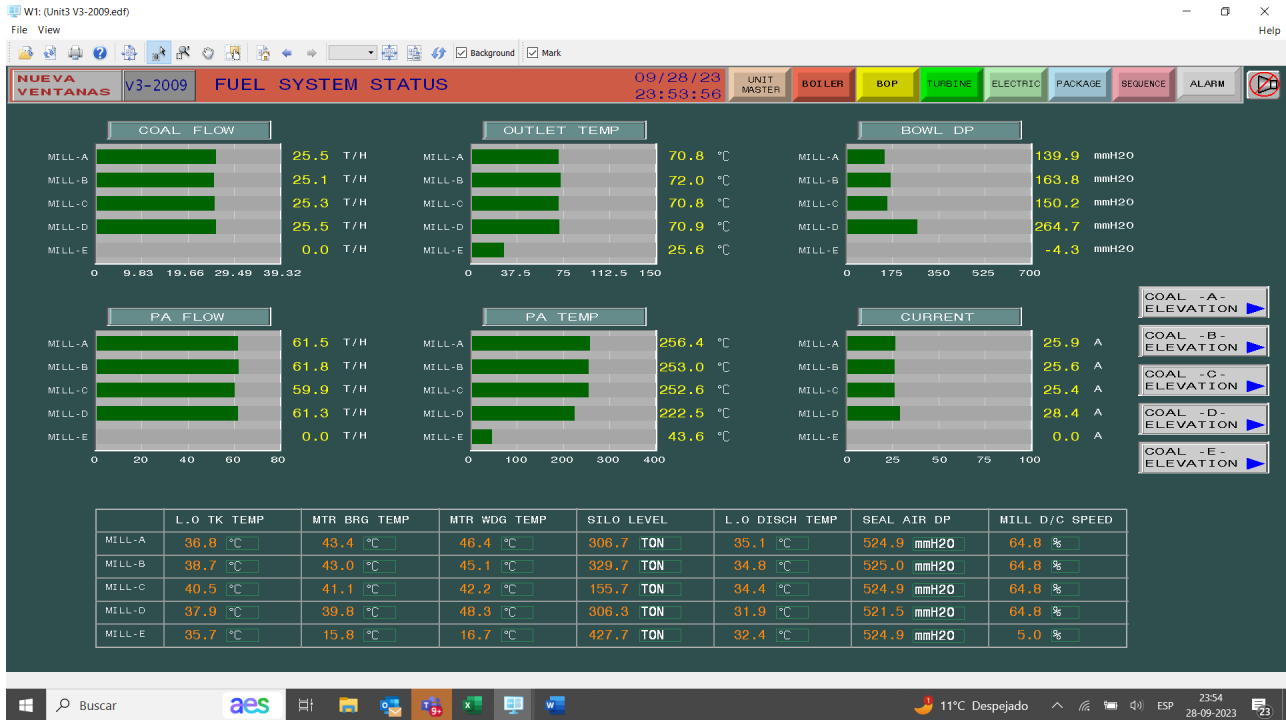 W1: (Unit3 V3-2009.edf)
File View Help
Background Mark
NUEVA VENTANAS V3-2009 FUEL SYSTEM STATUS 09/28/23 23:53:56 UNIT MASTER BOILER BOP TURBINE ELECTRIC PACKAGE SEQUENCE ALARM
COAL FLOW
MILL-A 25.5 T/H
MILL-B 25.1 T/H
MILL-C 25.3 T/H
MILL-D 25.5 T/H
MILL-E 0.0 T/H
0 9.83 19.66 29.49 39.32
OUTLET TEMP
MILL-A 70.8 °C
MILL-B 72.0 °C
MILL-C 70.8 °C
MILL-D 70.9 °C
MILL-E 25.6 °C
0 37.5 75 112.5 150
BOWL DP
MILL-A 139.9 mmH2O
MILL-B 163.8 mmH2O
MILL-C 150.2 mmH2O
MILL-D 264.7 mmH2O
MILL-E -4.3 mmH2O
0 175 350 525 700
PA FLOW
MILL-A 61.5 T/H
MILL-B 61.8 T/H
MILL-C 59.9 T/H
MILL-D 61.3 T/H
MILL-E 0.0 T/H
0 20 40 60 80
PA TEMP
MILL-A 256.4 °C
MILL-B 253.0 °C
MILL-C 252.6 °C
MILL-D 222.5 °C
MILL-E 43.6 °C
0 100 200 300 400
CURRENT
MILL-A 25.9 A
MILL-B 25.6 A
MILL-C 25.4 A
MILL-D 28.4 A
MILL-E 0.0 A
0 25 50 75 100
COAL -A-
ELEVATION
COAL -B-
ELEVATION
COAL -C-
ELEVATION
COAL -D-
ELEVATION
COAL -E-
ELEVATION
L.O TK TEMP MTR BRG TEMP MTR WDG TEMP SILO LEVEL L.O DISCH TEMP SEAL AIR DP MILL D/C SPEED
MILL-A 36.8 °C 43.4 °C 46.4 °C 306.7 TON 35.1 °C 524.9 mmH2O 64.8 %
MILL-B 38.7 °C 43.0 °C 45.1 °C 329.7 TON 34.8 °C 525.0 mmH2O 64.8 %
MILL-C 40.5 °C 41.1 °C 42.2 °C 155.7 TON 34.4 °C 524.9 mmH2O 64.8 %
MILL-D 37.9 °C 39.8 °C 48.3 °C 306.3 TON 31.9 °C 521.5 mmH2O 64.8 %
MILL-E 35.7 °C 15.8 °C 16.7 °C 427.7 TON 32.4 °C 524.9 mmH2O 5.0 %
Buscar aes 9+ 11°C Despejado ESP 23:54
28-09-2023 23